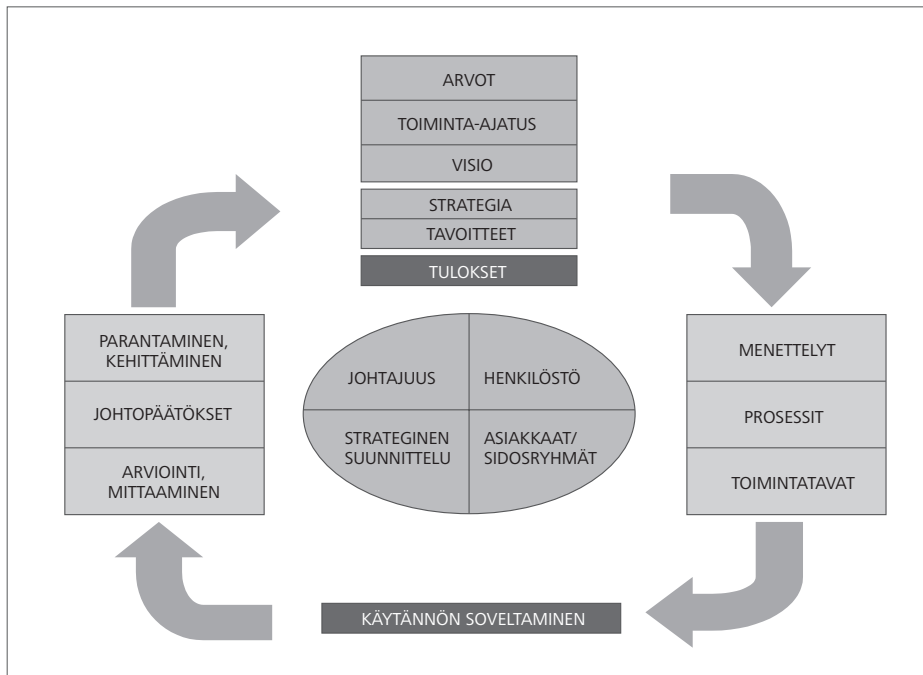 ARVOT
TOIMINTA-AJATUS
VISIO
STRATEGIA
TAVOITTEET
TULOKSET
PARANTAMINEN,
KEHITTÄMINEN
JOHTOPÄÄTÖKSET
ARVIOINTI,
MITTAAMINEN
JOHTAJUUS
HENKILÖSTÖ
STRATEGINEN
SUUNNITTELU
ASIAKKAAT/
SIDOSRYHMÄT
MENETTELYT
PROSESSIT
TOIMINTATAVAT
KÄYTÄNNÖN SOVELTAMINEN